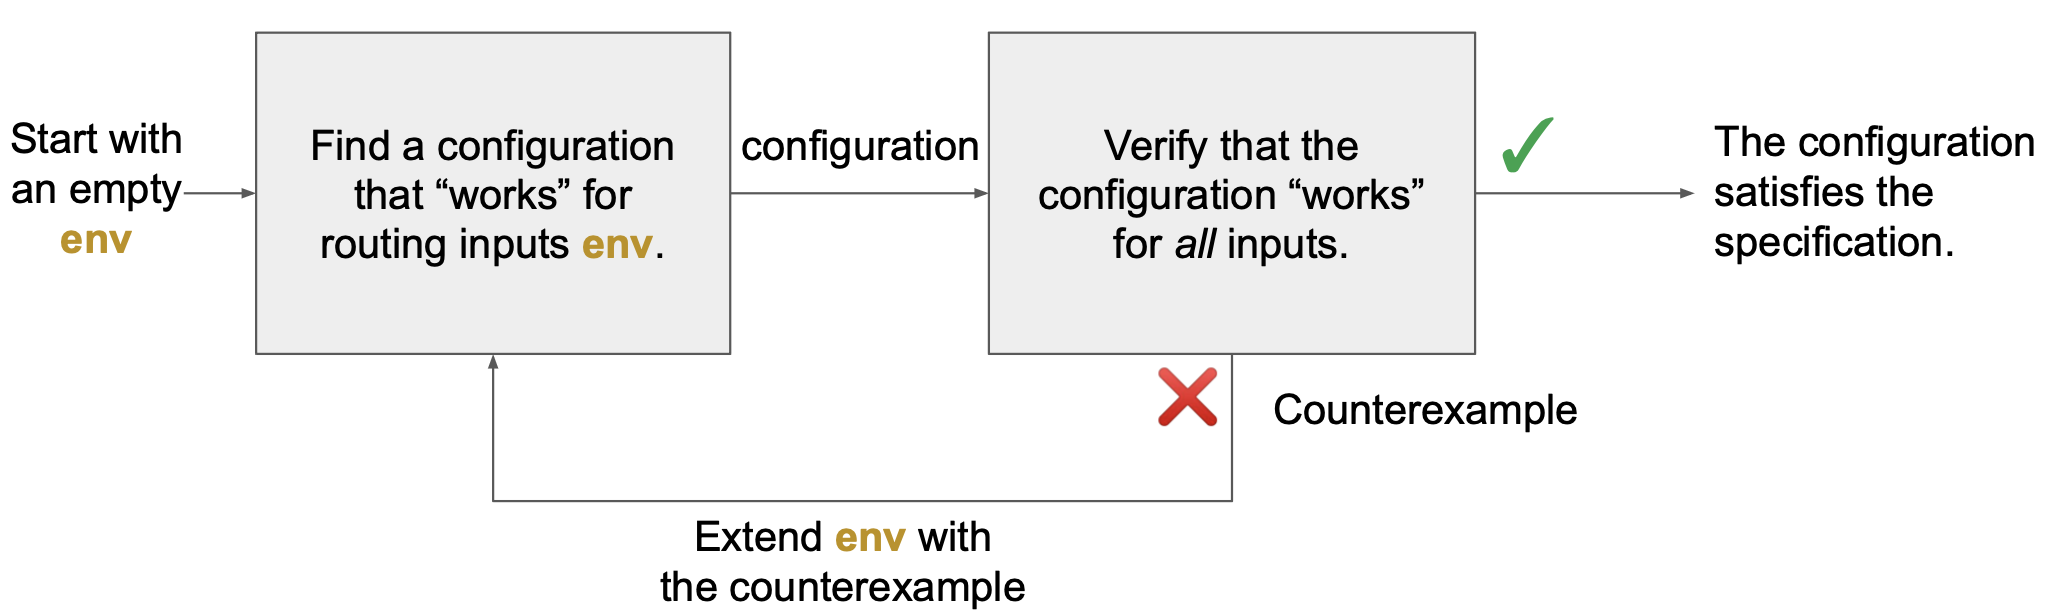 Start with
an empty
env
Find a configuration
that “works” for
routing inputs env.
configuration
Verify that the
configuration “works”
for all inputs.
The configuration
satisfies the
specification.
Counterexample
Extend env with
the counterexample